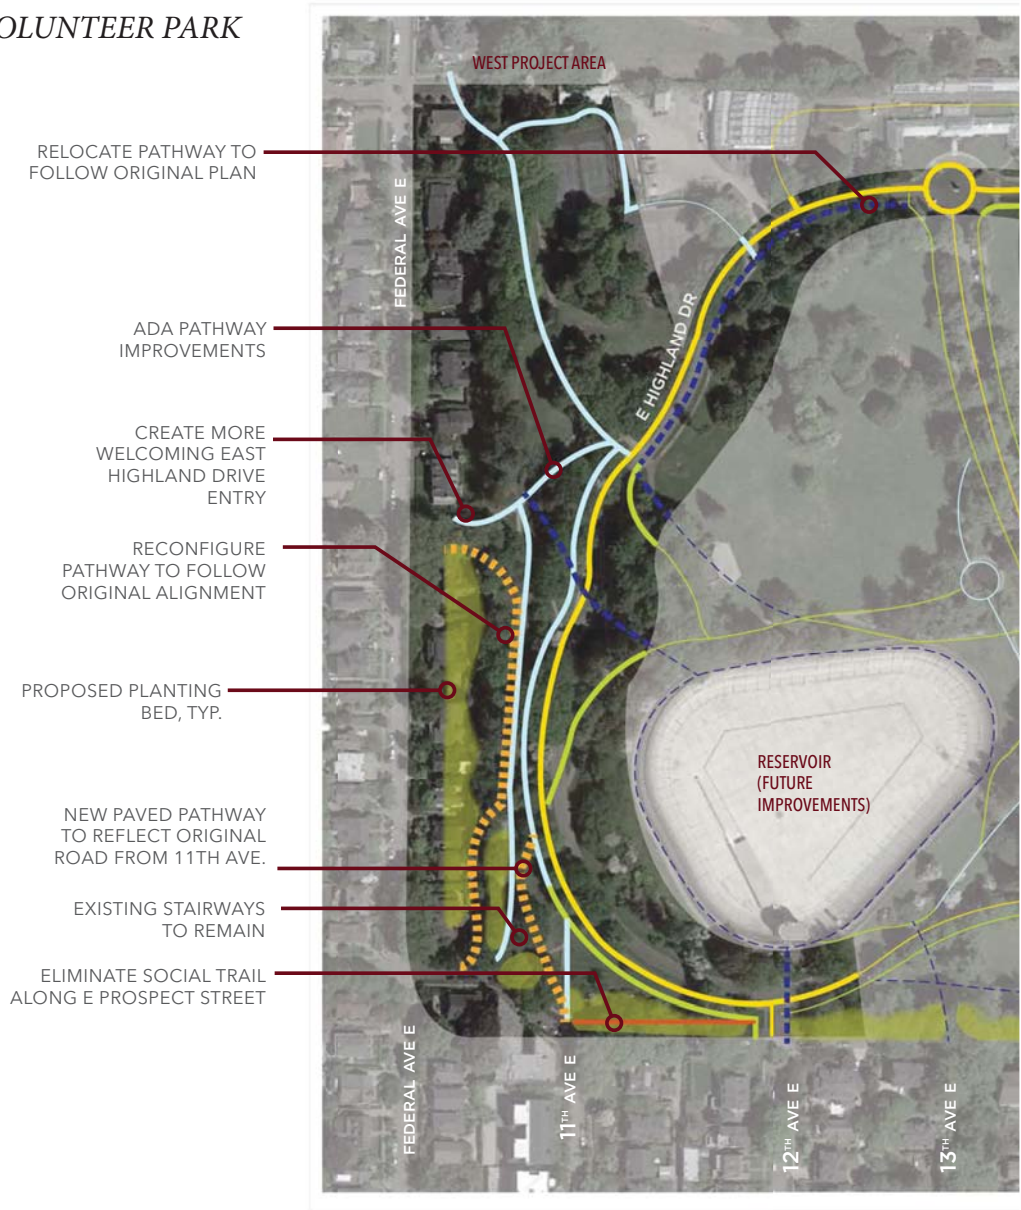 OLUNTEER PARK
WEST PROJECT AREA
RELOCATE PATHWAY TO
FOLLOW ORIGINAL PLAN
FEDERAL AVE E
ADA PATHWAY
IMPROVEMENTS
E HIGHLAND DR
CREATE MORE
WELCOMING EAST
HIGHLAND DRIVE
ENTRY
RECONFIGURE
PATHWAY TO FOLLOW
ORIGINAL ALIGNMENT
PROPOSED PLANTING
BED, TYP.
RESERVOIR
(FUTURE
IMPROVEMENTS)
NEW PAVED PATHWAY
TO REFLECT ORIGINAL
ROAD FROM 11TH AVE.
EXISTING STAIRWAYS
TO REMAIN
ELIMINATE SOCIAL TRAIL
ALONG E PROSPECT STREET
FEDERAL AVE E
11TH AVE E
12TH AVE E
13TH AVE E